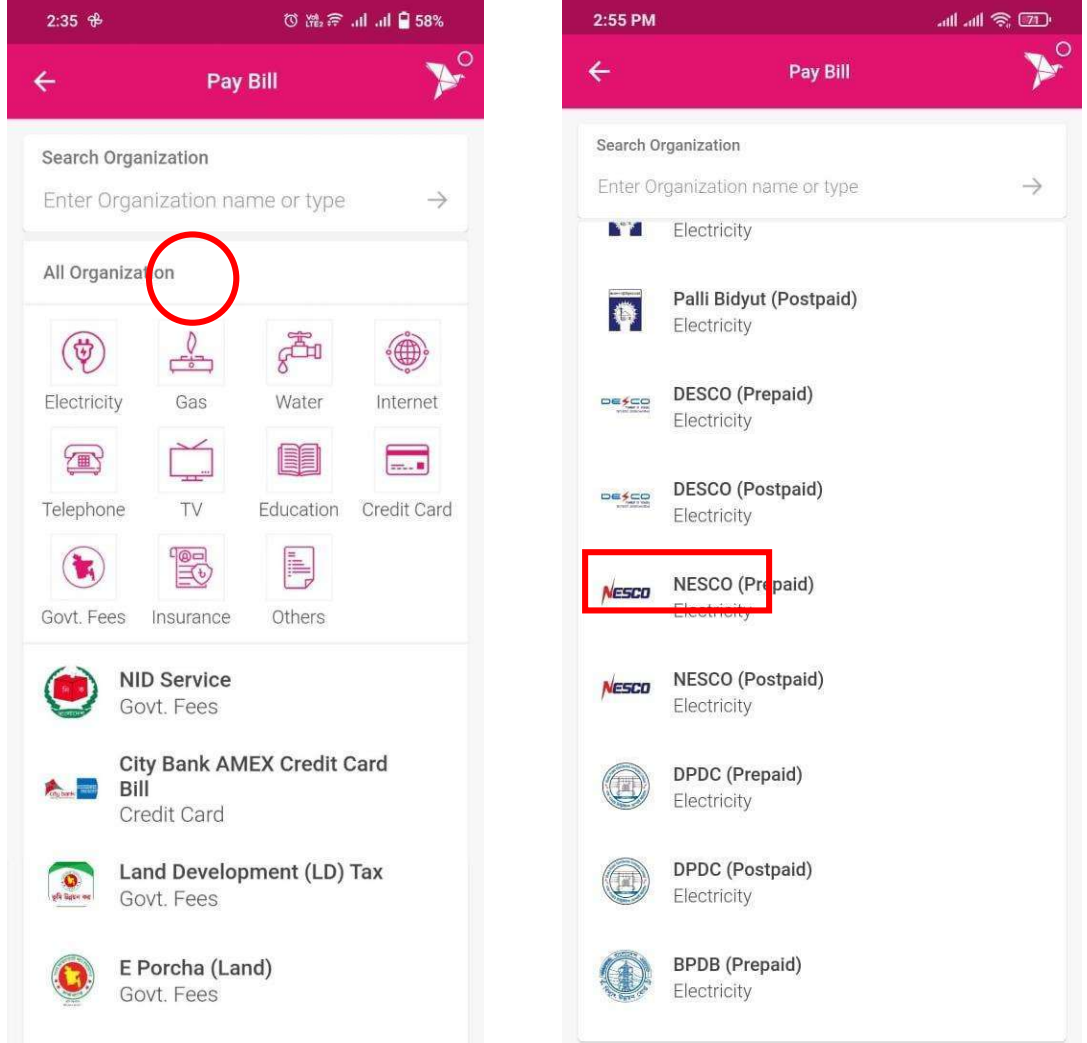 2:35
58%
Pay Bill
Search Organization
Enter Organization name or type
All Organization
Electricity
Gas
Water
Internet
Telephone
TV
Education
Credit Card
Govt. Fees
Insurance
Others
NID Service
Govt. Fees
City Bank AMEX Credit Card
Bill
Credit Card
Land Development (LD) Tax
Govt. Fees
E Porcha (Land)
Govt. Fees
2:55 PM
71
Pay Bill
Search Organization
Enter Organization name or type
Electricity
Palli Bidyut (Postpaid)
Electricity
DESCO
DESCO (Prepaid)
Electricity
DESCO
DESCO (Postpaid)
Electricity
NESCO
NESCO (Prepaid)
Electricity
NESCO
NESCO (Postpaid)
Electricity
DPDC (Prepaid)
Electricity
DPDC (Postpaid)
Electricity
BPDB (Prepaid)
Electricity